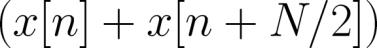 (x[n] + x[n + N/2])